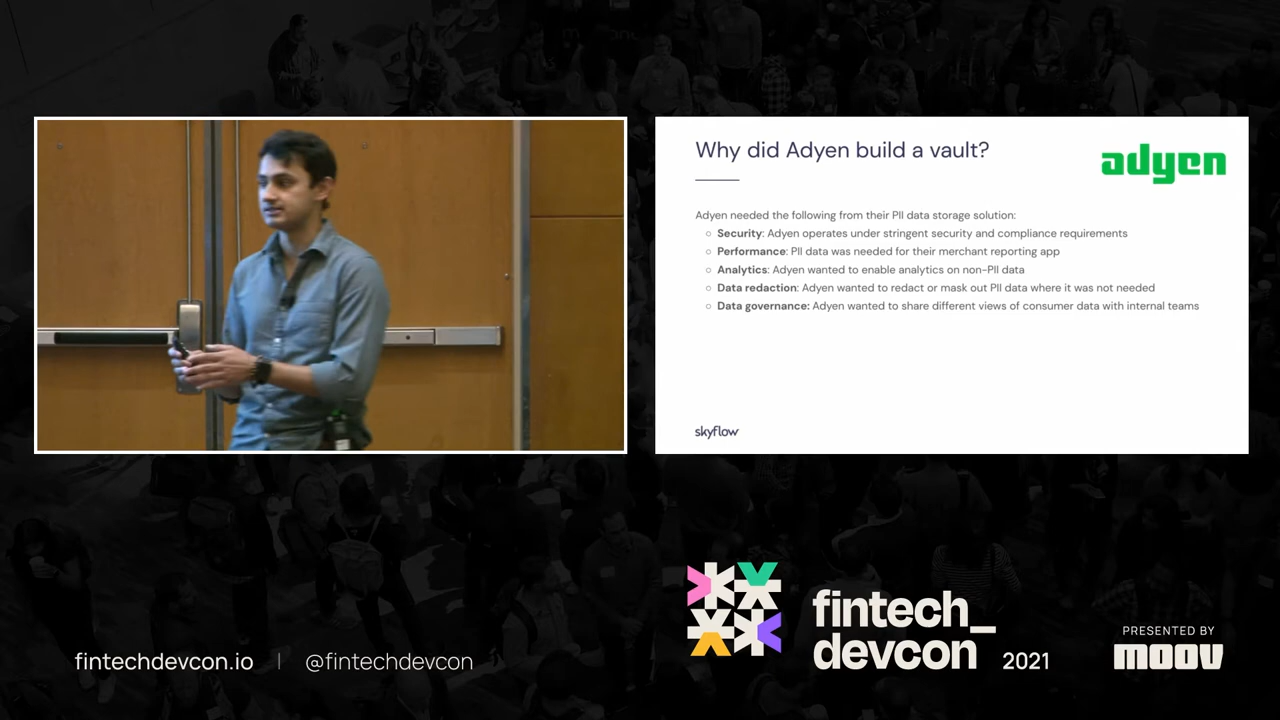 Why did Adyen build a vault?
adyen
Adyen needed the following from their PII data storage solution:
○ Security: Adyen operates under stringent security and compliance requirements
○ Performance: PII data was needed for their merchant reporting app
○ Analytics: Adyen wanted to enable analytics on non-PII data
○ Data redaction: Adyen wanted to redact or mask out PII data where it was not needed
○ Data governance: Adyen wanted to share different views of consumer data with internal teams
skyflow
fintechdevcon.io | @fintechdevcon
fintech_
devcon 2021
PRESENTED BY
moov